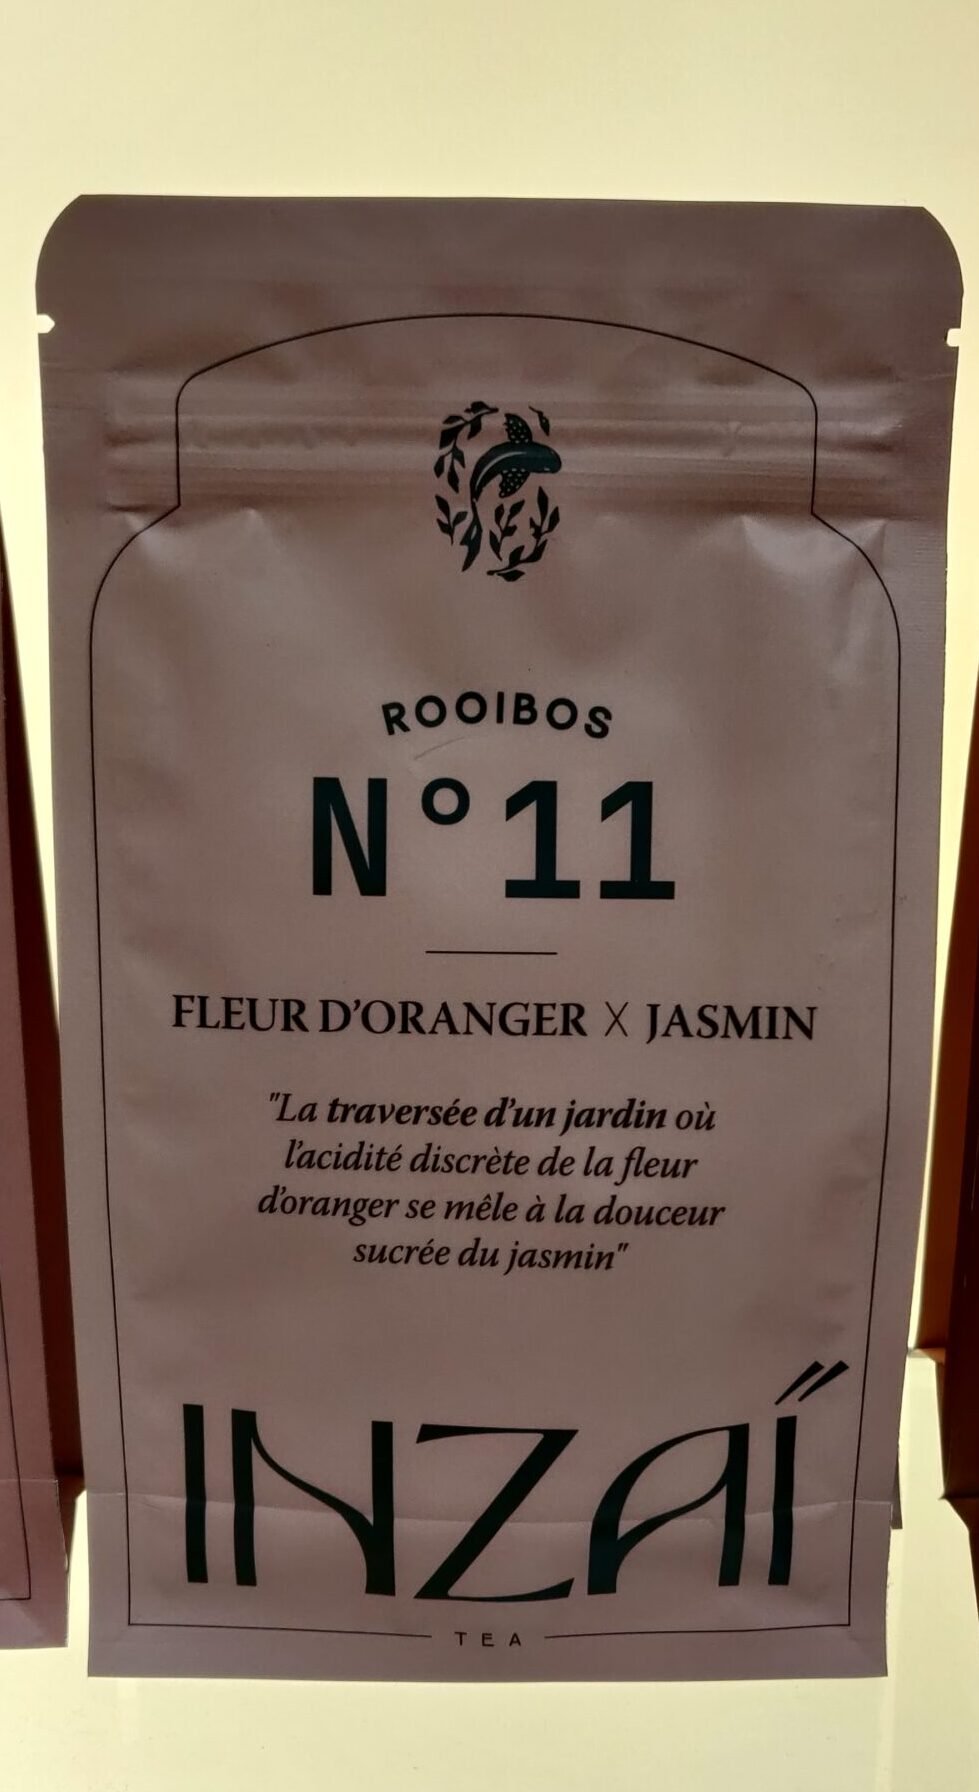 ROOIBOS
N°11
FLEUR D'ORANGER X JASMIN
"La traversée d'un jardin où
l'acidité discrète de la fleur
d'oranger se mêle à la douceur
sucrée du jasmin"
INZAÏ
TEA